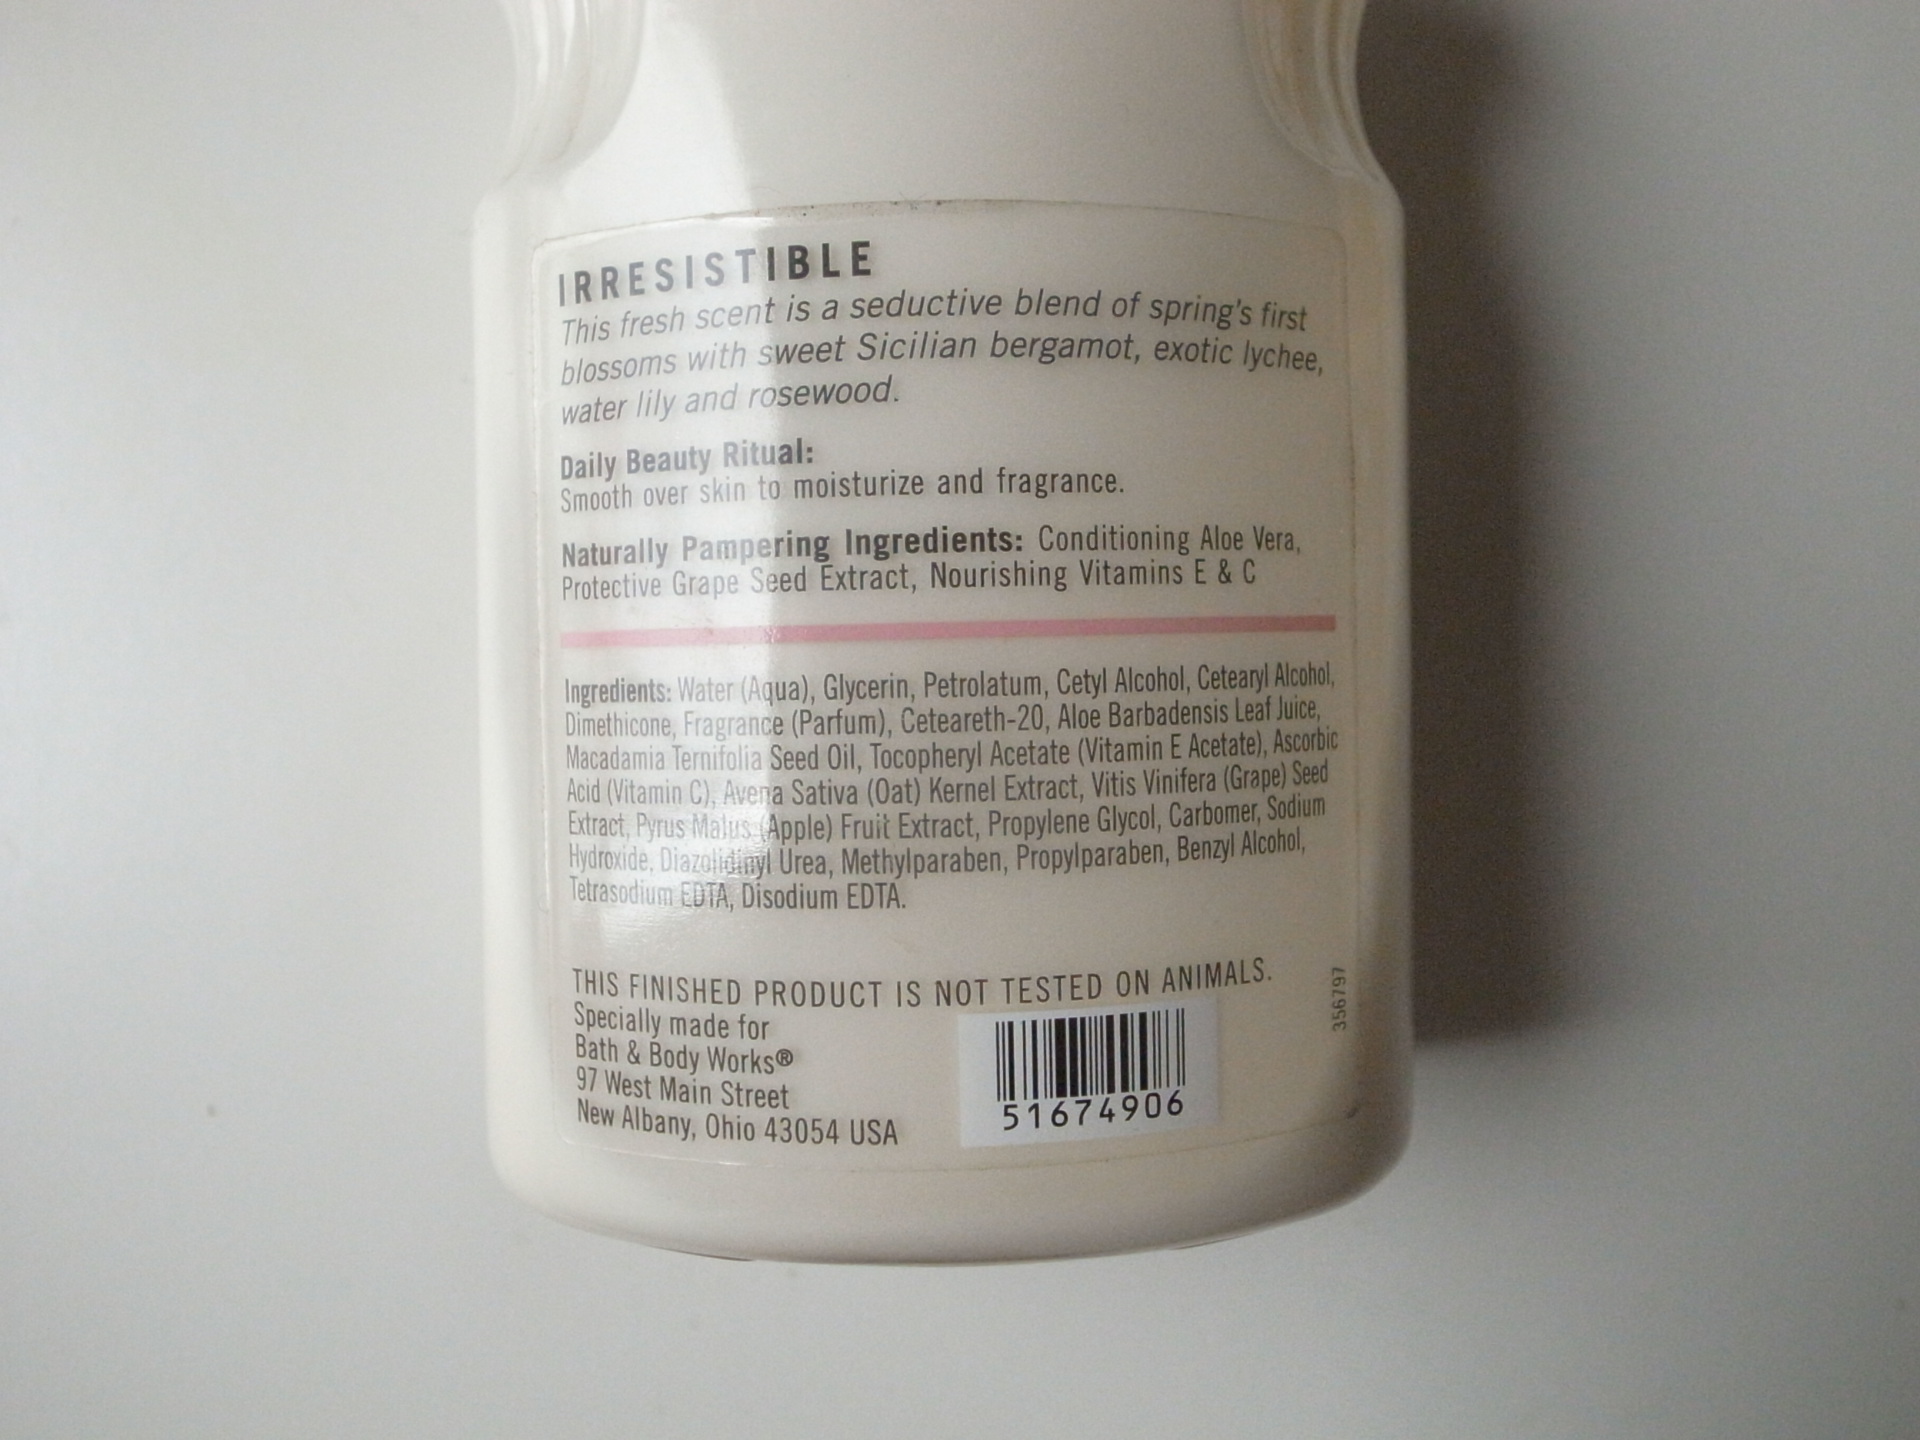 IRRESISTIBLE
This fresh scent is a seductive blend of spring's first
blossoms with sweet Sicilian bergamot, exotic lychee,
water lily and rosewood.
Daily Beauty Ritual:
Smooth over skin to moisturize and fragrance.
Naturally Pampering Ingredients: Conditioning Aloe Vera,
Protective Grape Seed Extract, Nourishing Vitamins E & C
Ingredients: Water (Aqua), Glycerin, Petrolatum, Cetyl Alcohol, Cetearyl Alcohol,
Dimethicone, Fragrance (Parfum), Ceteareth-20, Aloe Barbadensis Leaf Juice,
Macadamia Ternifolia Seed Oil, Tocopheryl Acetate (Vitamin E Acetate), Ascorbic
Acid (Vitamin C), Avena Sativa (Oat) Kernel Extract, Vitis Vinifera (Grape) Seed
Extract, Pyrus Malus (Apple) Fruit Extract, Propylene Glycol, Carbomer, Sodium
Hydroxide, Diazolidinyl Urea, Methylparaben, Propylparaben, Benzyl Alcohol,
Tetrasodium EDTA, Disodium EDTA.
THIS FINISHED PRODUCT IS NOT TESTED ON ANIMALS.
Specially made for
Bath & Body Works®
97 West Main Street
New Albany, Ohio 43054 USA
51674906
356797